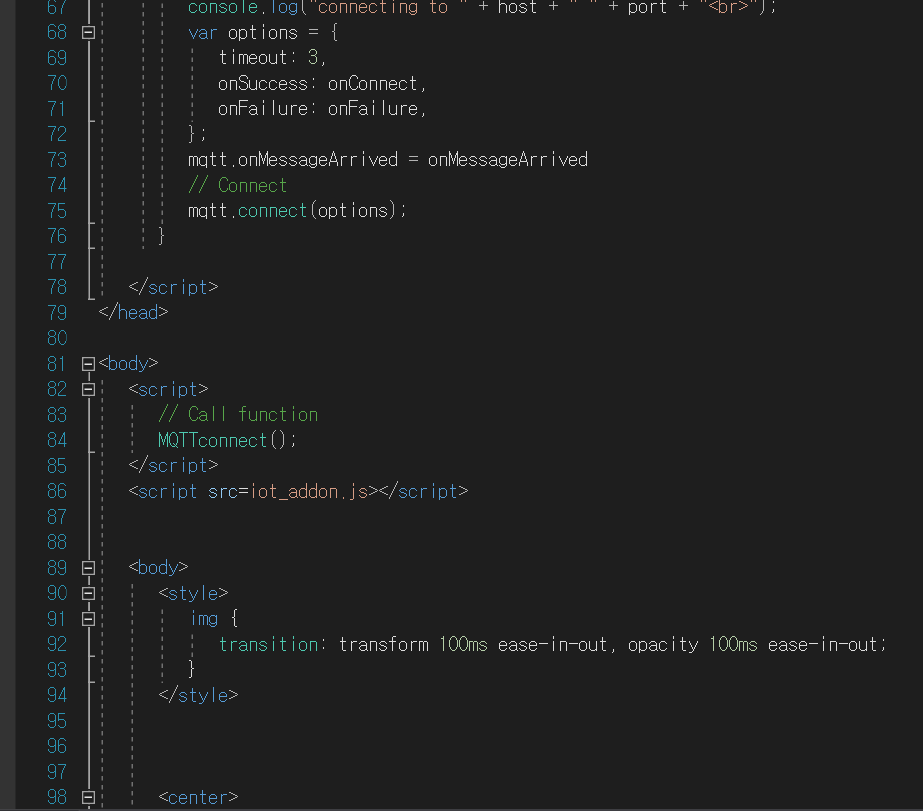 67 console.log("connecting to " + host + " " + port + "<br>");
68 var options = {
69 timeout: 3,
70 onSuccess: onConnect,
71 onFailure: onFailure,
72 };
73 mqtt.onMessageArrived = onMessageArrived
74 // Connect
75 mqtt.connect(options);
76 }
77
78 </script>
79 </head>
80
81 <body>
82 <script>
83 // Call function
84 MQTTconnect();
85 </script>
86 <script src=iot_addon.js></script>
87
88
89 <body>
90 <style>
91 img {
92 transition: transform 100ms ease-in-out, opacity 100ms ease-in-out;
93 }
94 </style>
95
96
97
98 <center>